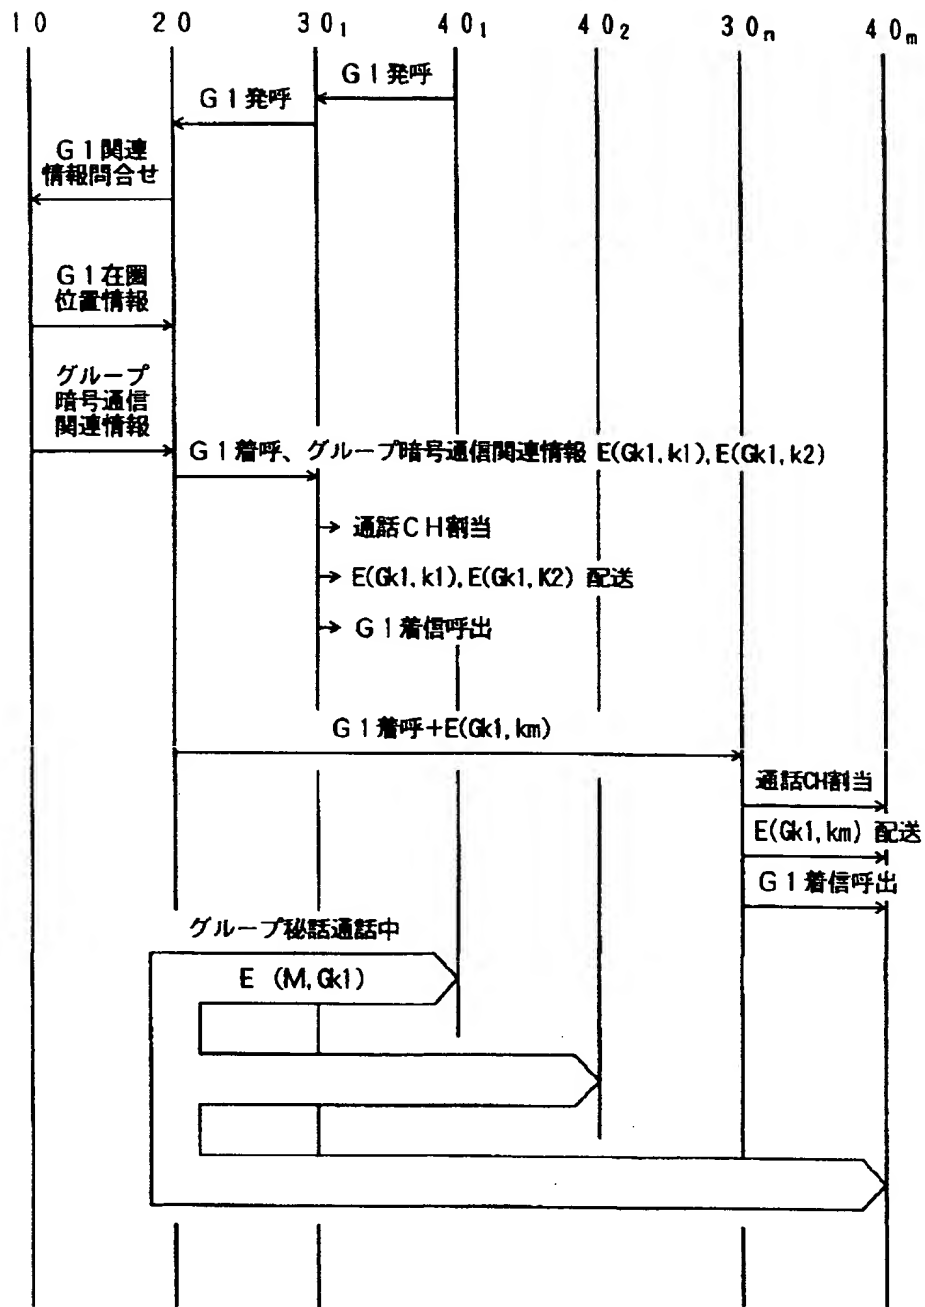 10 20 30₁ 40₁ 40₂ 30ₙ 40ₘ
G1発呼
G1発呼
G1関連
情報問合せ
G1在圏
位置情報
グループ
暗号通信
関連情報
G1着呼、グループ暗号通信関連情報 E(Gk1,k1),E(Gk1,k2)
通話CH割当
E(Gk1,k1),E(Gk1,K2) 配送
G1着信呼出
G1着呼+E(Gk1,km)
通話CH割当
E(Gk1,km) 配送
G1着信呼出
グループ秘話通話中
E (M,Gk1)